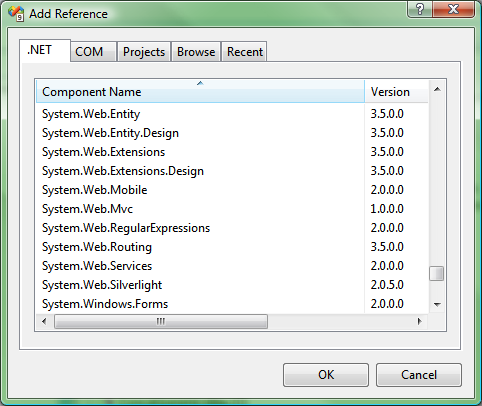 Add Reference
.NET COM Projects Browse Recent
Component Name Version
System.Web.Entity 3.5.0.0
System.Web.Entity.Design 3.5.0.0
System.Web.Extensions 3.5.0.0
System.Web.Extensions.Design 3.5.0.0
System.Web.Mobile 2.0.0.0
System.Web.Mvc 1.0.0.0
System.Web.RegularExpressions 2.0.0.0
System.Web.Routing 3.5.0.0
System.Web.Services 2.0.0.0
System.Web.Silverlight 2.0.5.0
System.Windows.Forms 2.0.0.0
OK Cancel